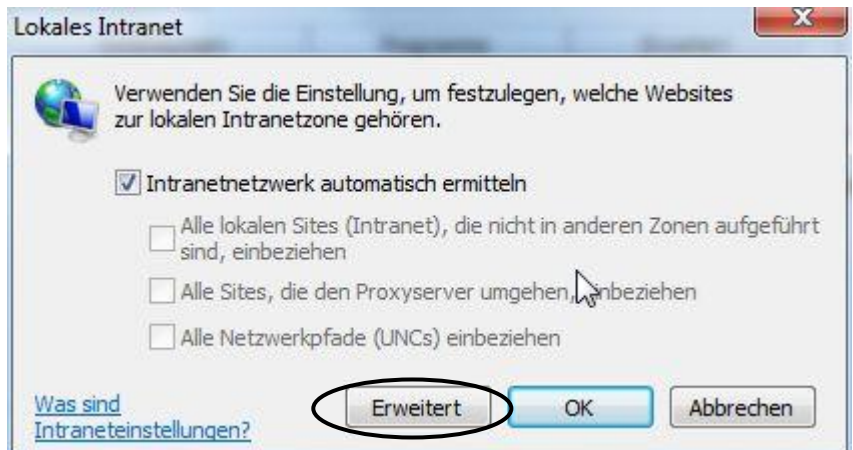 Lokales Intranet
Verwenden Sie die Einstellung, um festzulegen, welche Websites
zur lokalen Intranetzone gehören.
Intranetnetzwerk automatisch ermitteln
Alle lokalen Sites (Intranet), die nicht in anderen Zonen aufgeführt
sind, einbeziehen
Alle Sites, die den Proxyserver umgehen, einbeziehen
Alle Netzwerkpfade (UNCs) einbeziehen
Was sind
Intraneteinstellungen?
Erweitert
OK
Abbrechen